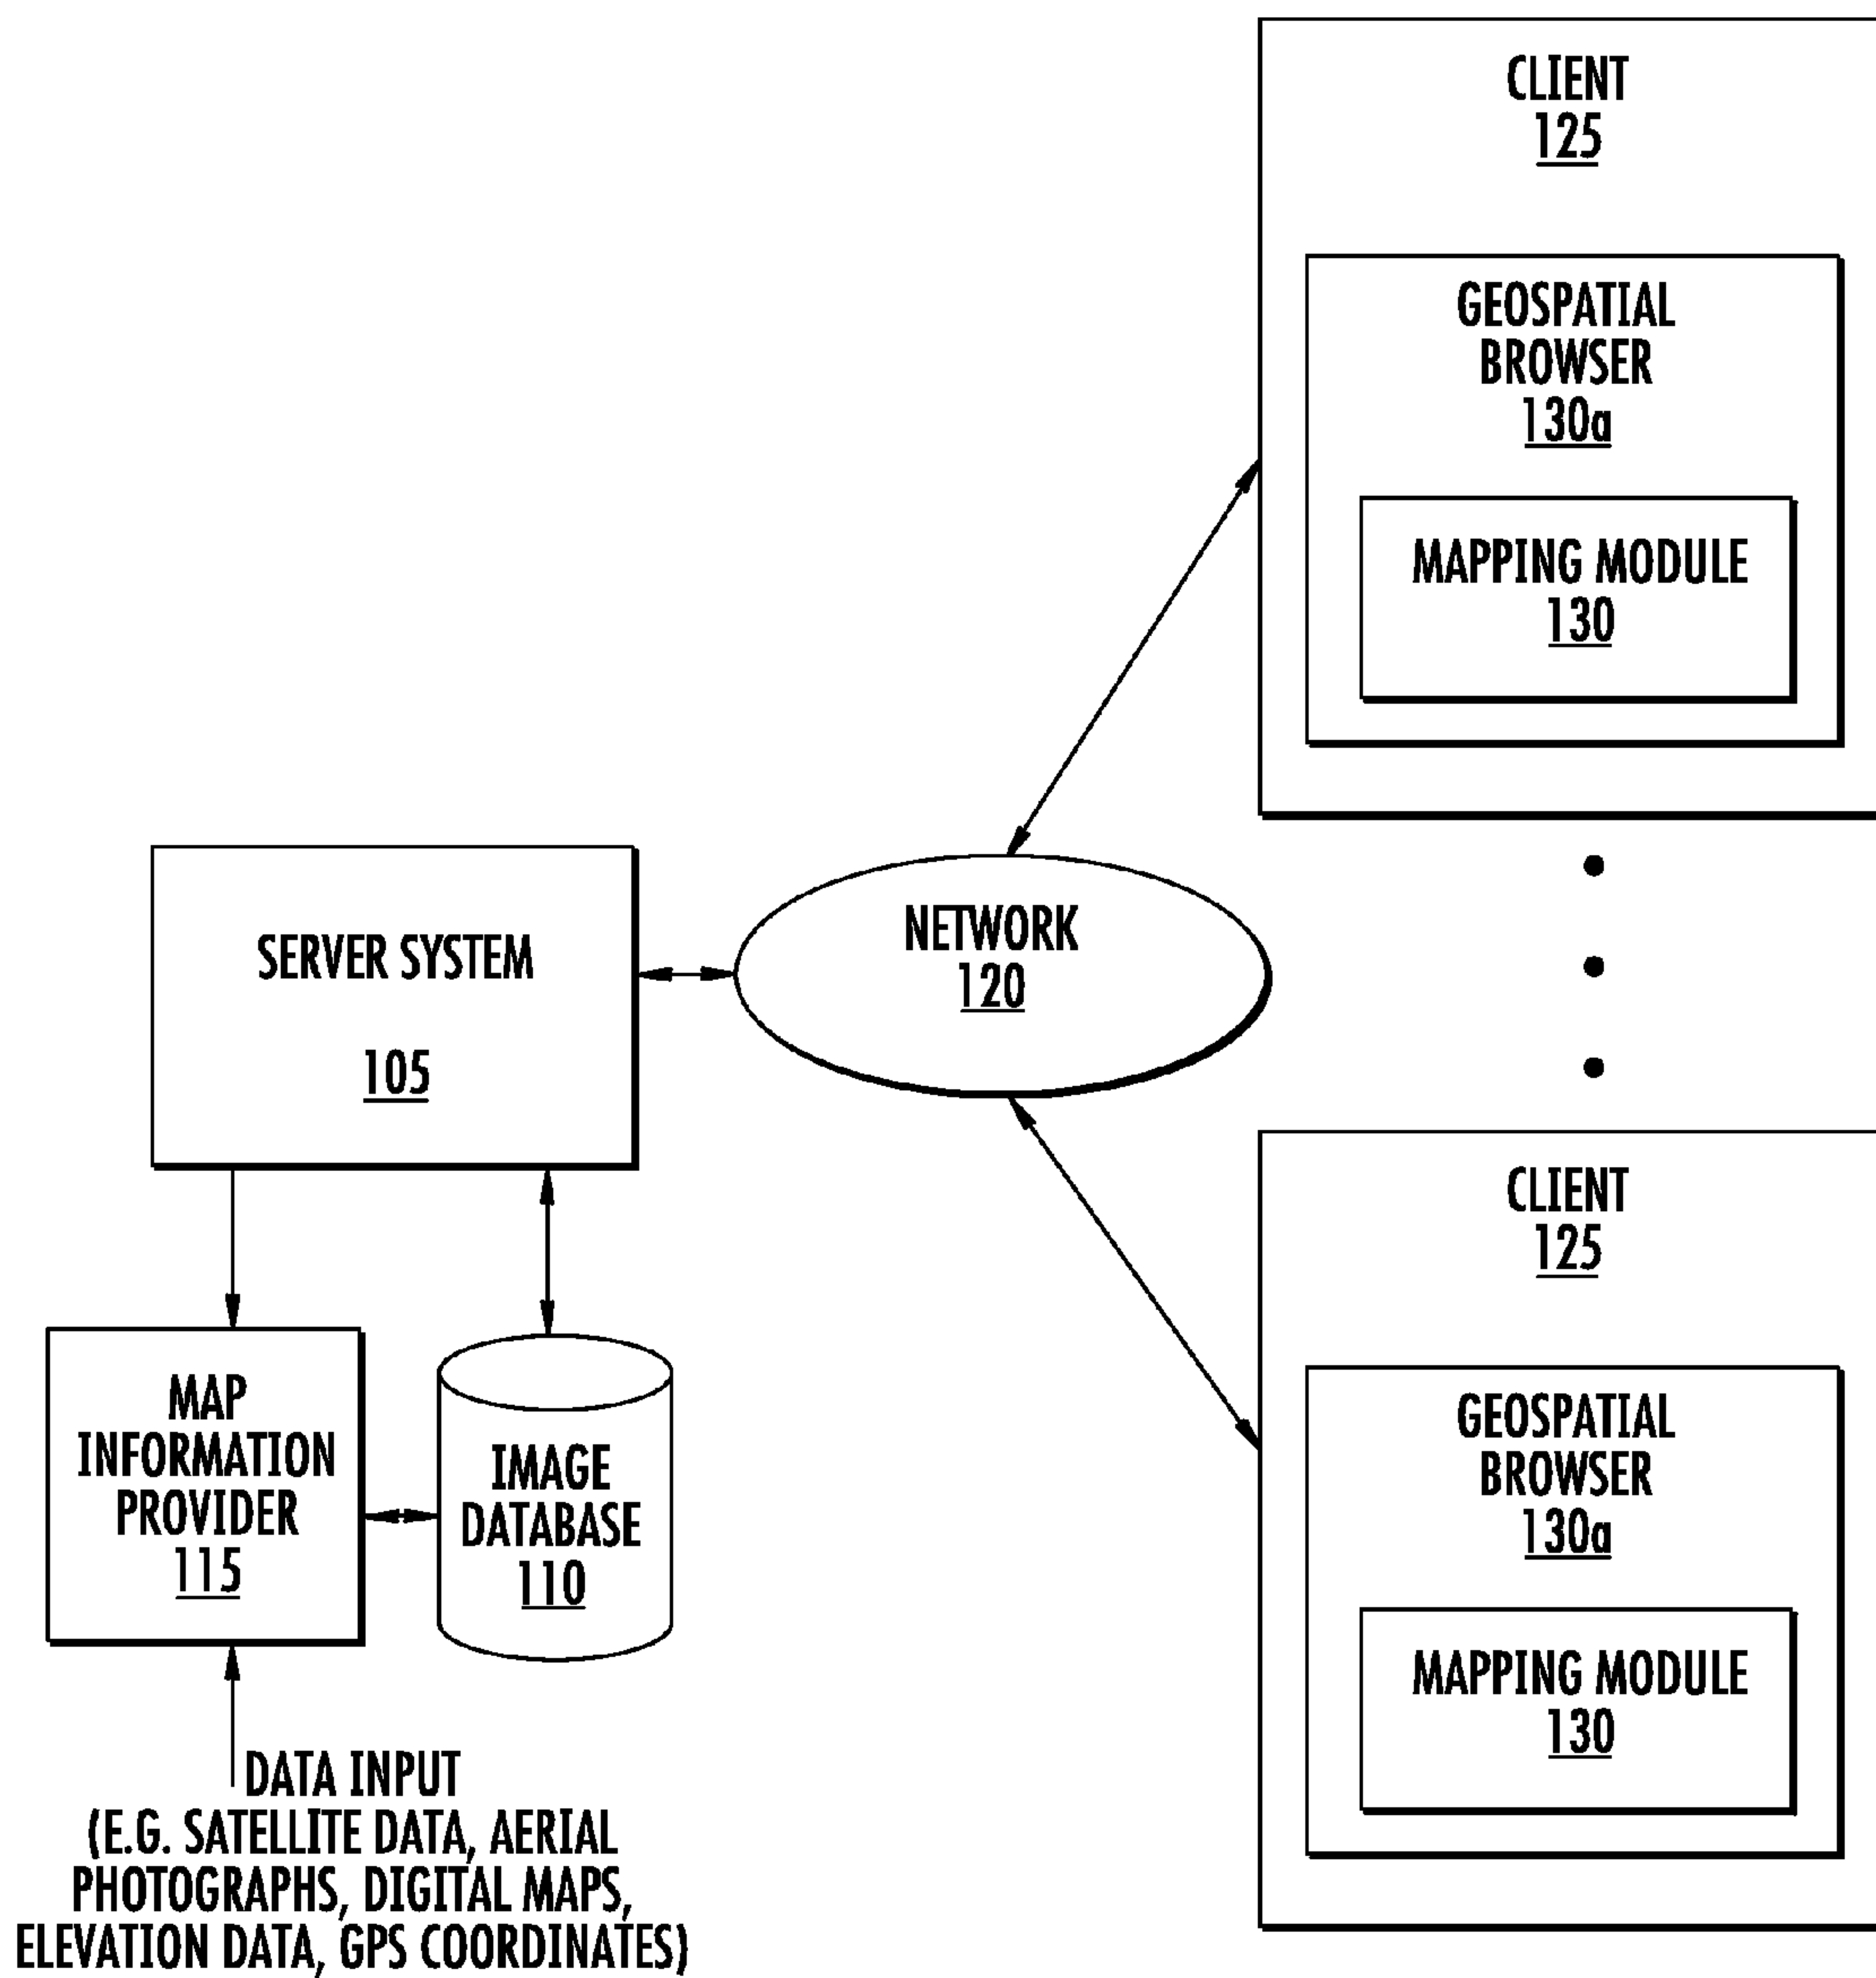 CLIENT
125
GEOSPATIAL
BROWSER
130a
MAPPING MODULE
130
SERVER SYSTEM
105
NETWORK
120
CLIENT
125
GEOSPATIAL
BROWSER
130a
MAPPING MODULE
130
MAP
INFORMATION
PROVIDER
115
IMAGE
DATABASE
110
DATA INPUT
(E.G. SATELLITE DATA, AERIAL
PHOTOGRAPHS, DIGITAL MAPS,
ELEVATION DATA, GPS COORDINATES)